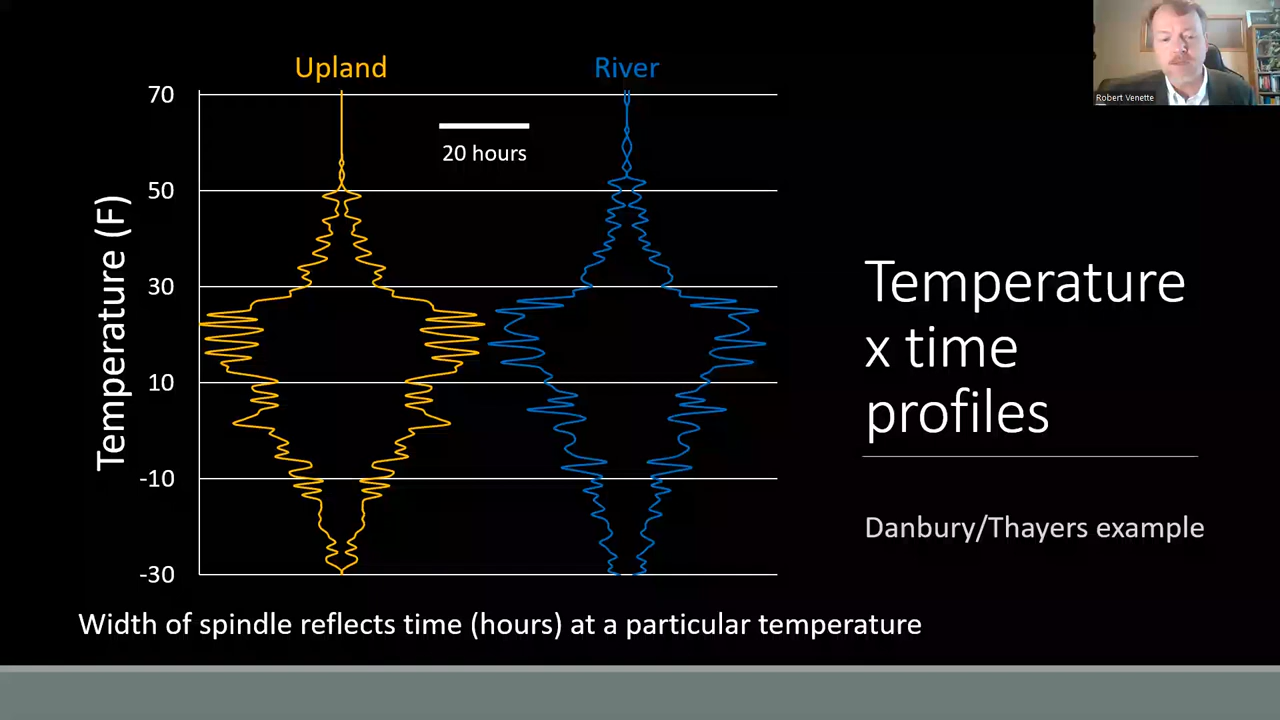 Upland
River
70
20 hours
50
30
10
-10
-30
Temperature (F)
Temperature
x time
profiles
Danbury/Thayers example
Width of spindle reflects time (hours) at a particular temperature
Robert Venette